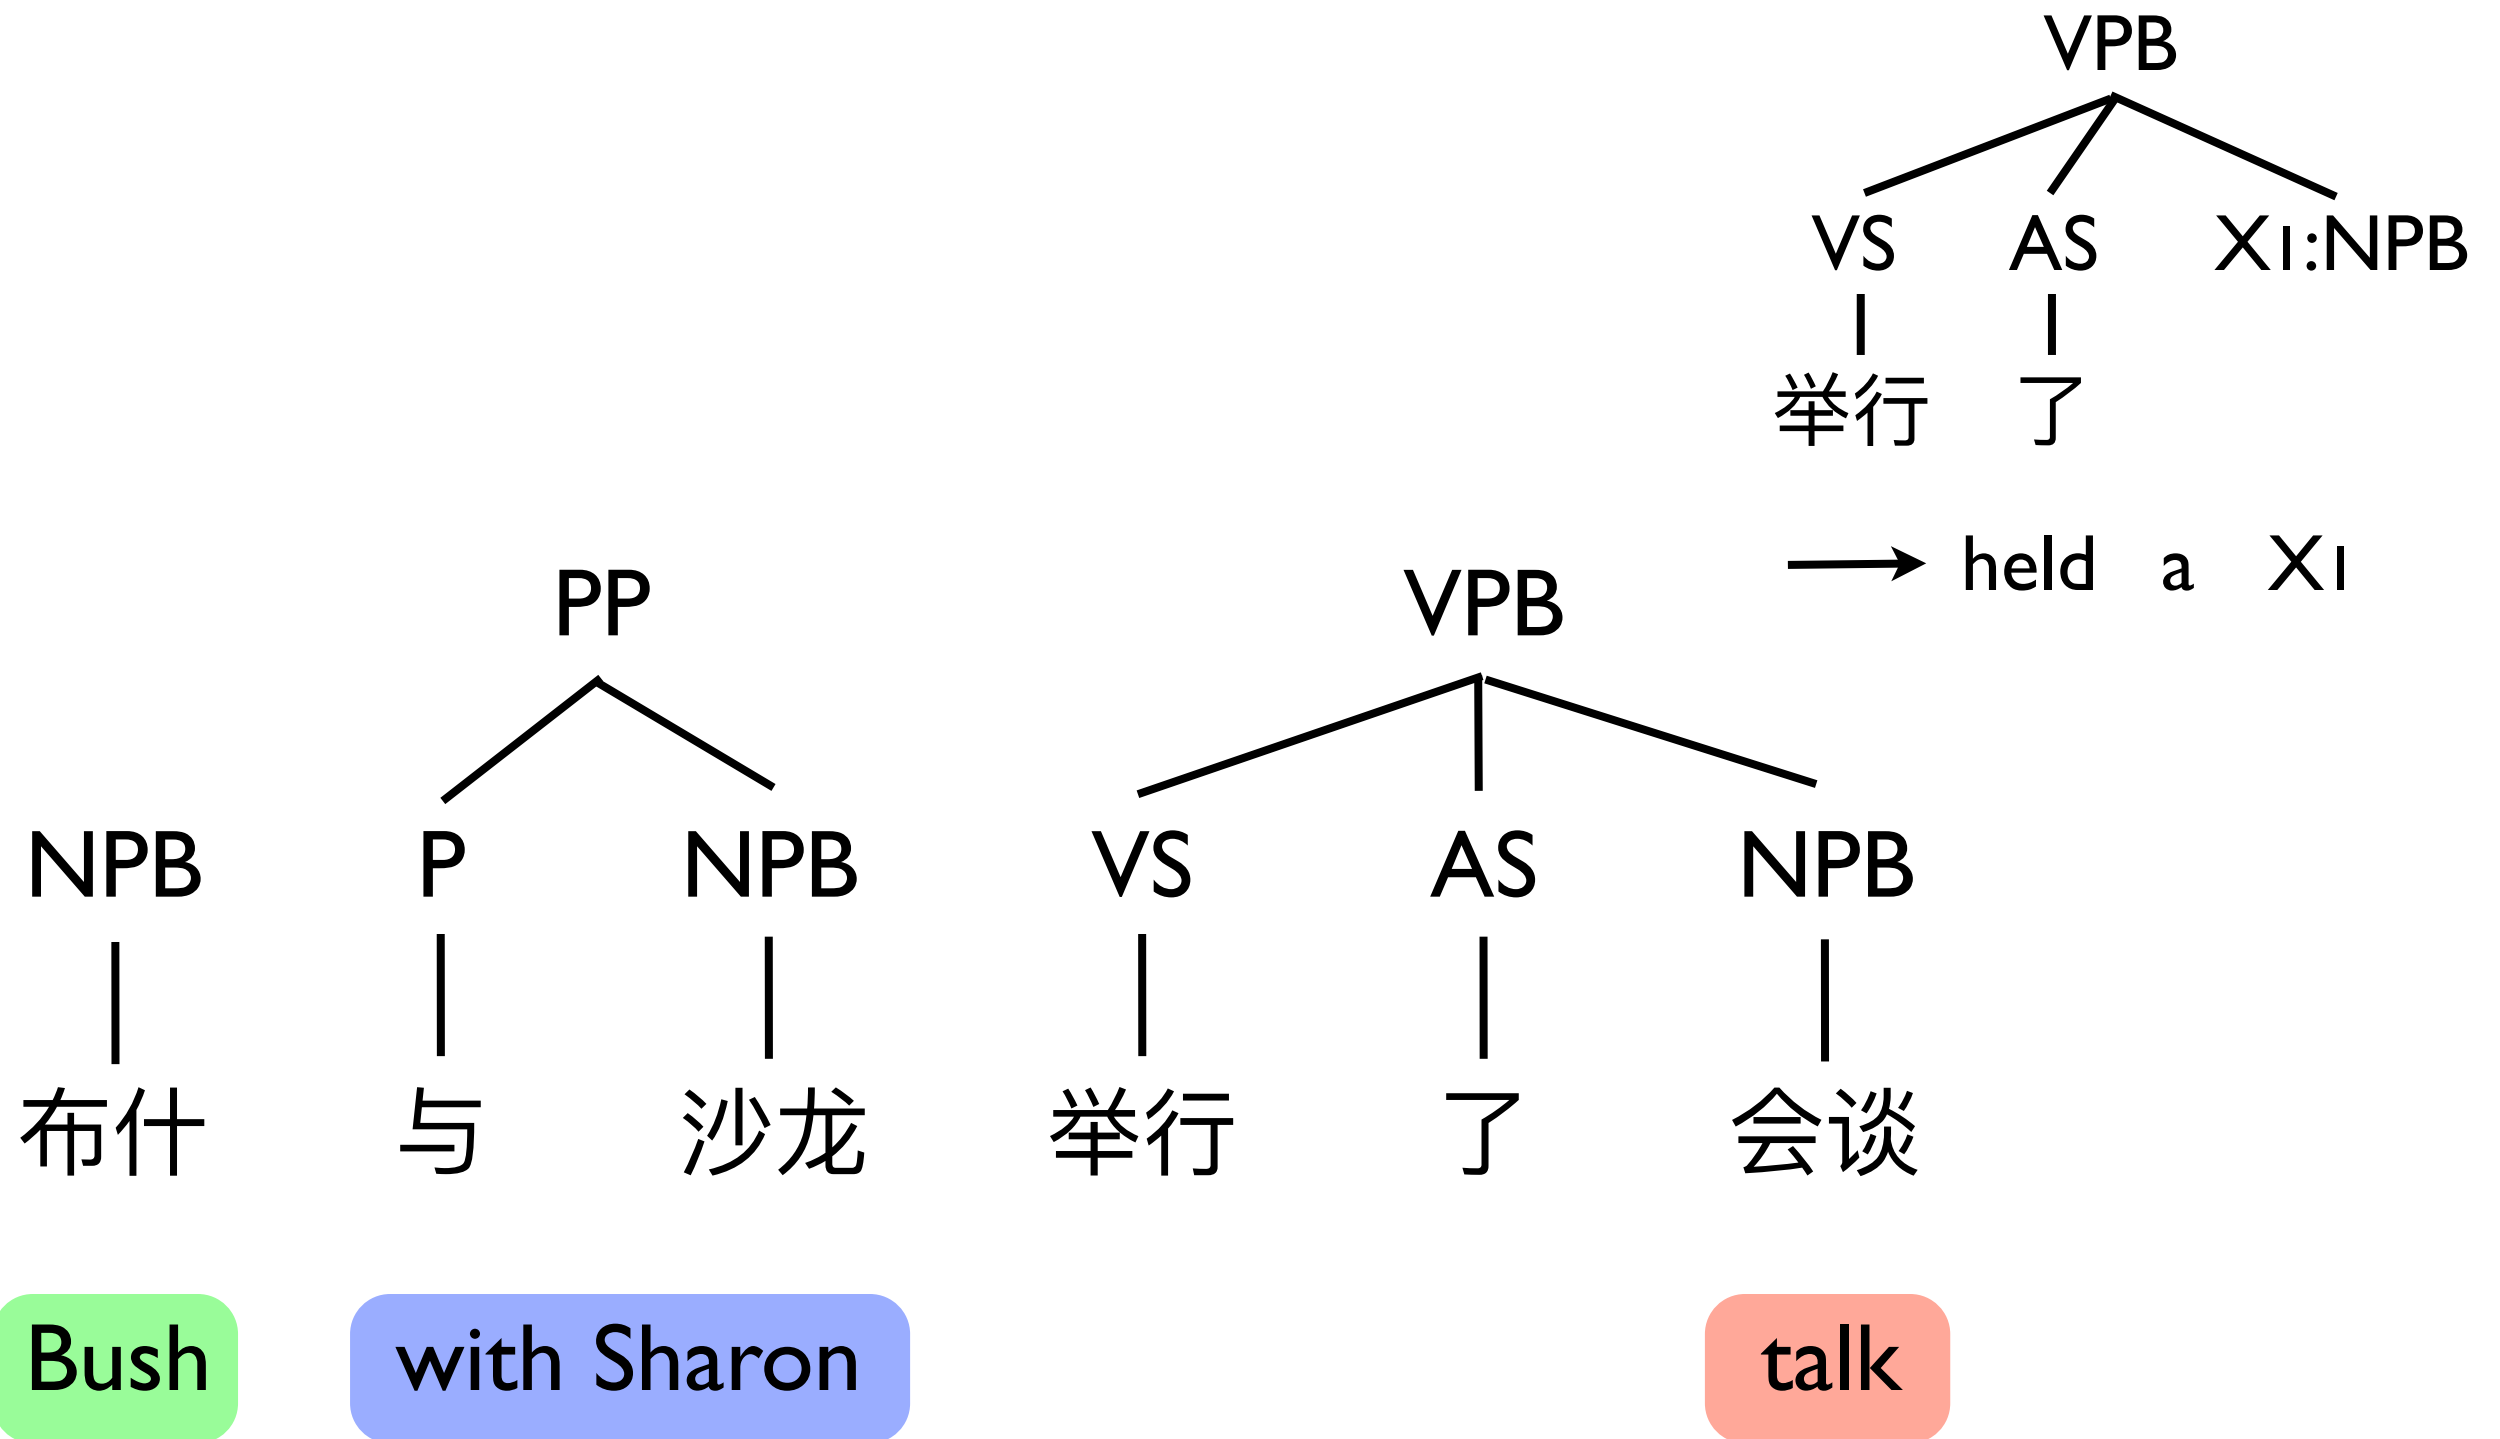 VPB
VS AS X1:NPB
举行 了
held a X1
PP VPB
NPB P NPB VS AS NPB
布什 与 沙龙 举行 了 会谈
Bush with Sharon talk